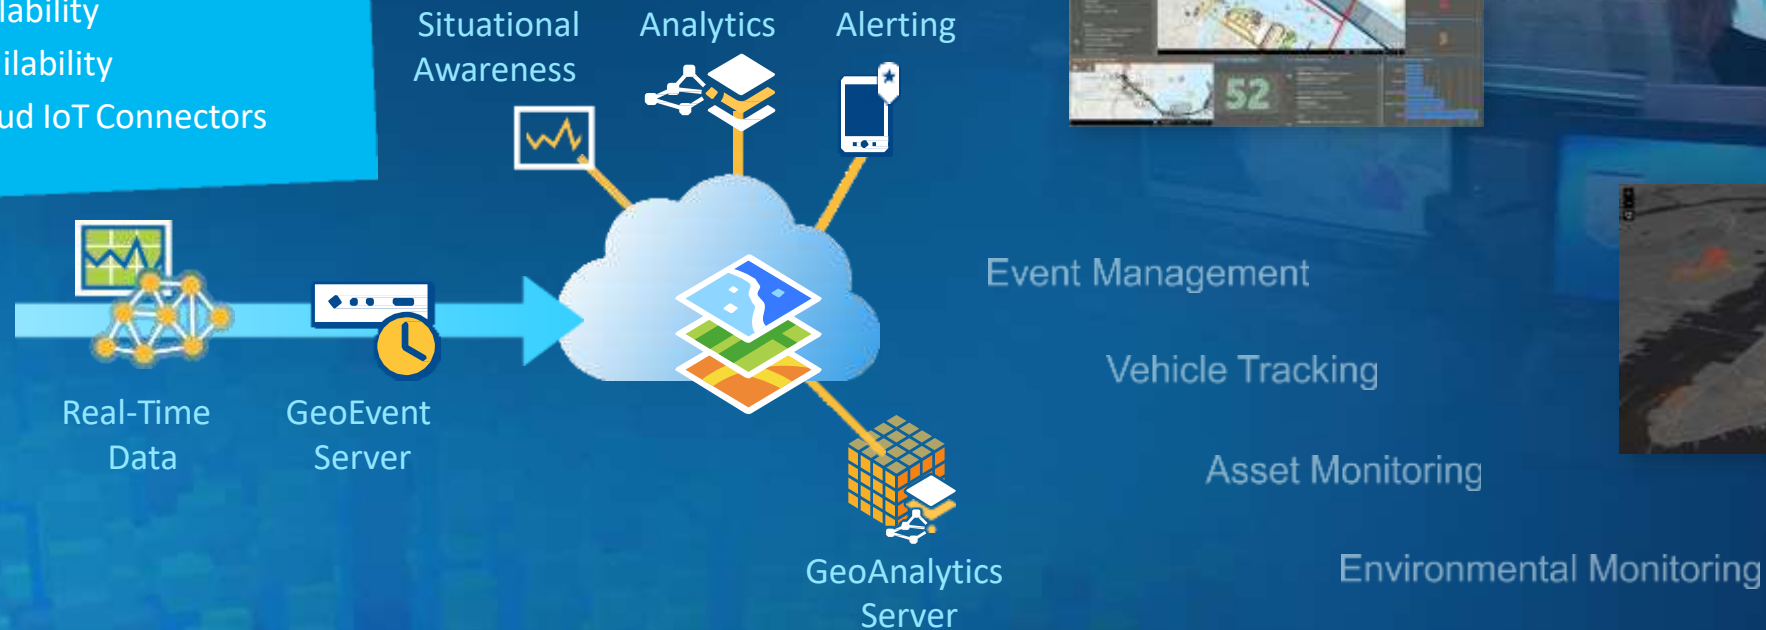 ilability
ud IoT Connectors
Situational
Awareness
Analytics
Alerting
52
Real-Time
Data
GeoEvent
Server
GeoAnalytics
Server
Event Management
Vehicle Tracking
Asset Monitoring
Environmental Monitoring